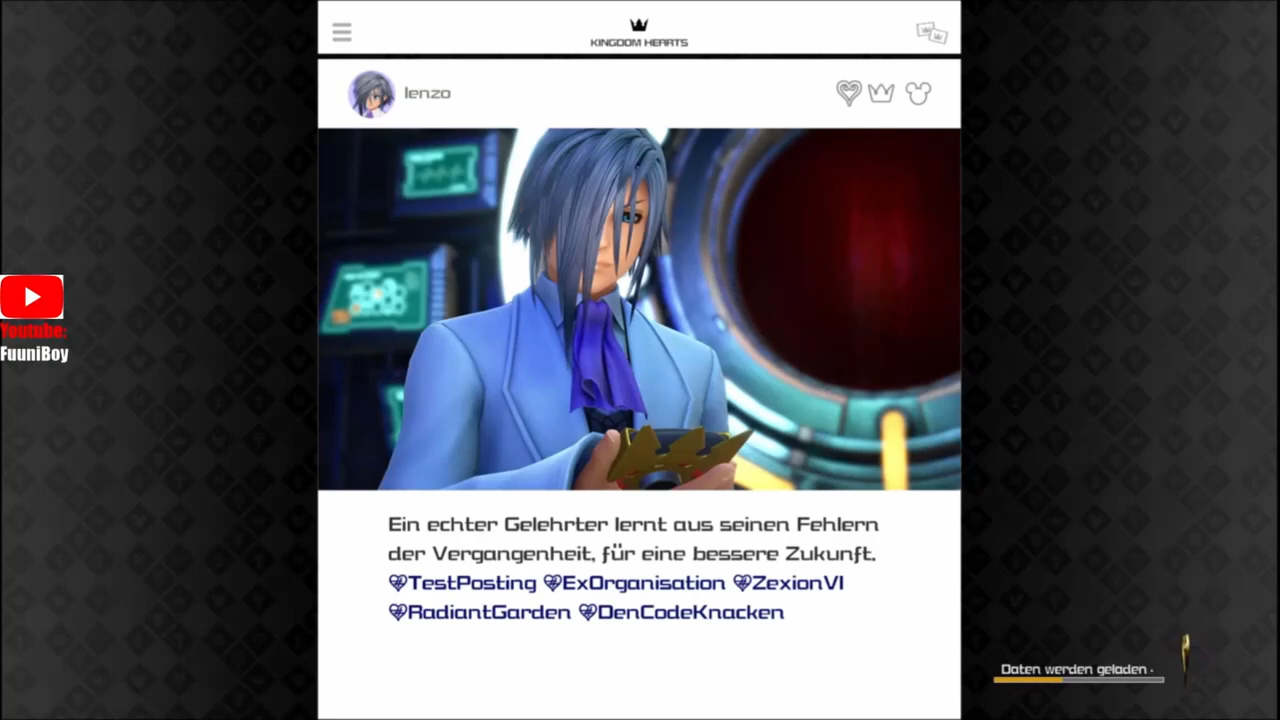 KINGDOM HEARTS
Ienzo
Youtube:
FuuniBoy
Ein echter Gelehrter lernt aus seinen Fehlern
der Vergangenheit, für eine bessere Zukunft.
TestPosting ExOrganisation ZexionVI
RadiantGarden DenCodeKnacken
Daten werden geladen .